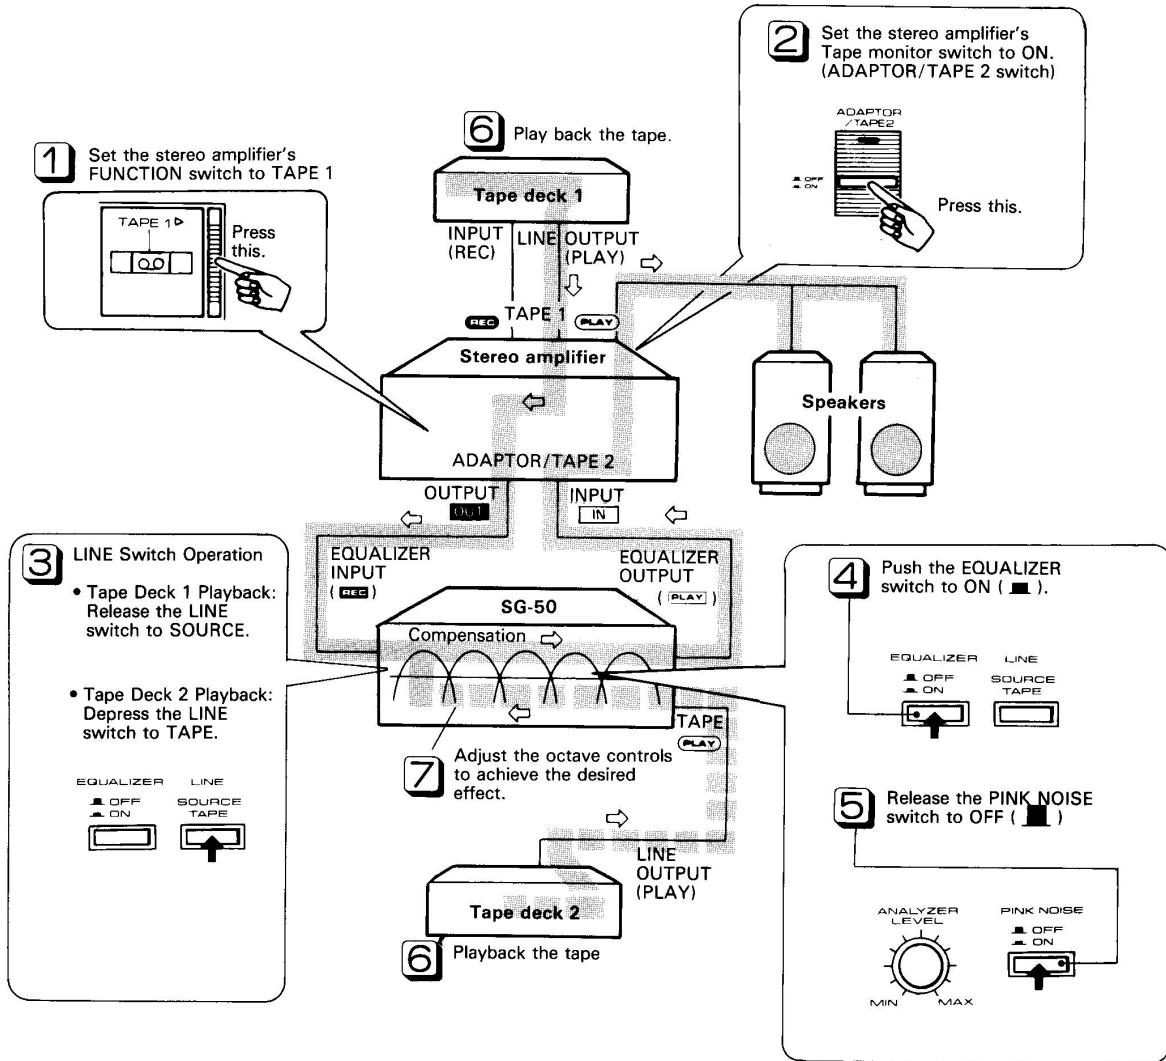 1
Set the stereo amplifier's
FUNCTION switch to TAPE 1
TAPE 1
Press
this.
2
Set the stereo amplifier's
Tape monitor switch to ON.
(ADAPTOR/TAPE 2 switch)
ADAPTOR
/TAPE2
OFF
ON
Press this.
6 Play back the tape.
Tape deck 1
INPUT
(REC)
LINE OUTPUT
(PLAY)
REC TAPE 1 PLAY
Stereo amplifier
ADAPTOR/TAPE 2
Speakers
OUTPUT
OUT
INPUT
IN
EQUALIZER
INPUT
( REC )
EQUALIZER
OUTPUT
( PLAY )
SG-50
Compensation
TAPE
PLAY
3 LINE Switch Operation
• Tape Deck 1 Playback:
Release the LINE
switch to SOURCE.
• Tape Deck 2 Playback:
Depress the LINE
switch to TAPE.
EQUALIZER LINE
OFF SOURCE
ON TAPE
4 Push the EQUALIZER
switch to ON ( ).
EQUALIZER LINE
OFF SOURCE
ON TAPE
5 Release the PINK NOISE
switch to OFF ( )
ANALYZER
LEVEL
MIN MAX
PINK NOISE
OFF
ON
7 Adjust the octave controls
to achieve the desired
effect.
LINE
OUTPUT
(PLAY)
Tape deck 2
6 Playback the tape